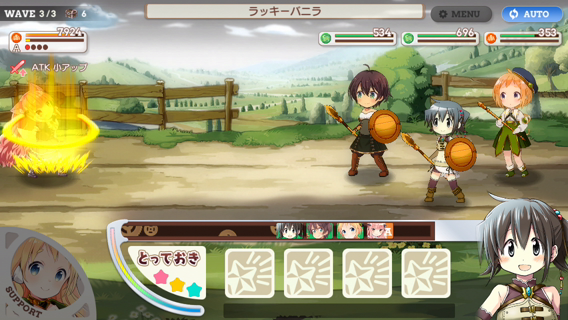 WAVE 3/3 6
ラッキーバニラ
MENU
AUTO
7924
534
696
353
A
ATK 小アップ
とっておき
SUPPORT